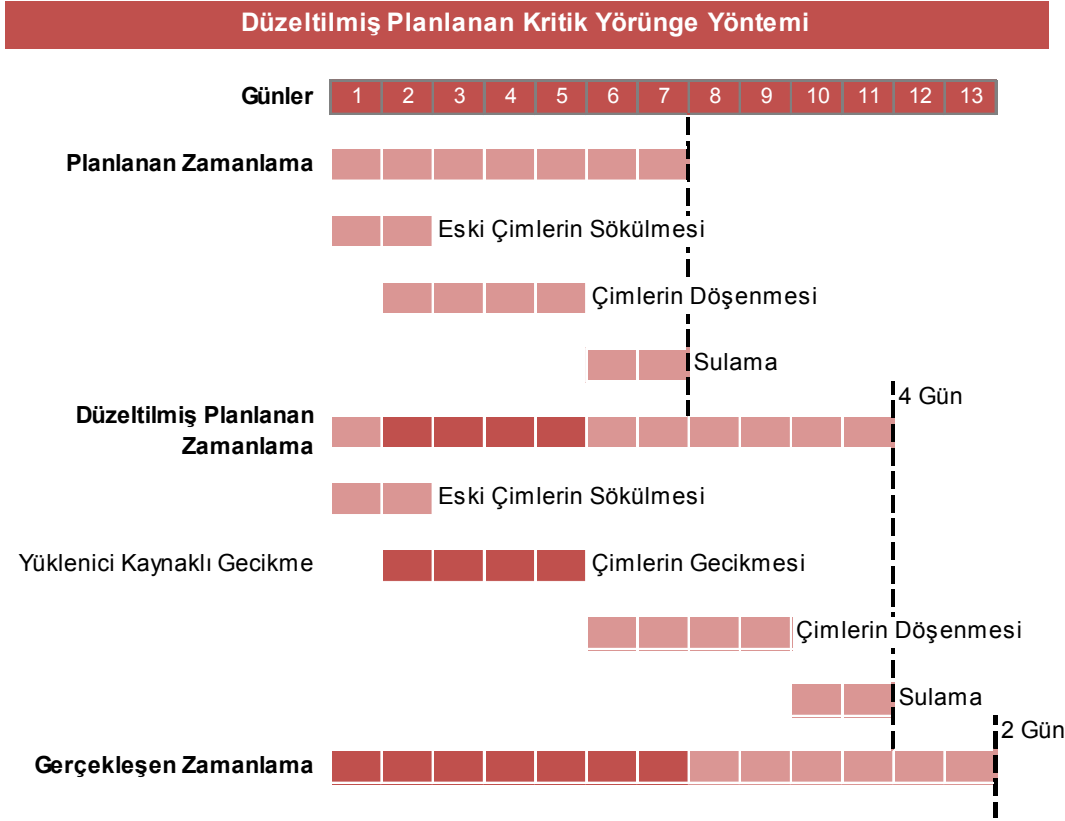 Düzeltilmiş Planlanan Kritik Yörünge Yöntemi
Günler 1 2 3 4 5 6 7 8 9 10 11 12 13
Planlanan Zamanlama
Eski Çimlerin Sökülmesi
Çimlerin Döşenmesi
Sulama
4 Gün
Düzeltilmiş Planlanan
Zamanlama
Eski Çimlerin Sökülmesi
Yüklenici Kaynaklı Gecikme Çimlerin Gecikmesi
Çimlerin Döşenmesi
Sulama
2 Gün
Gerçekleşen Zamanlama